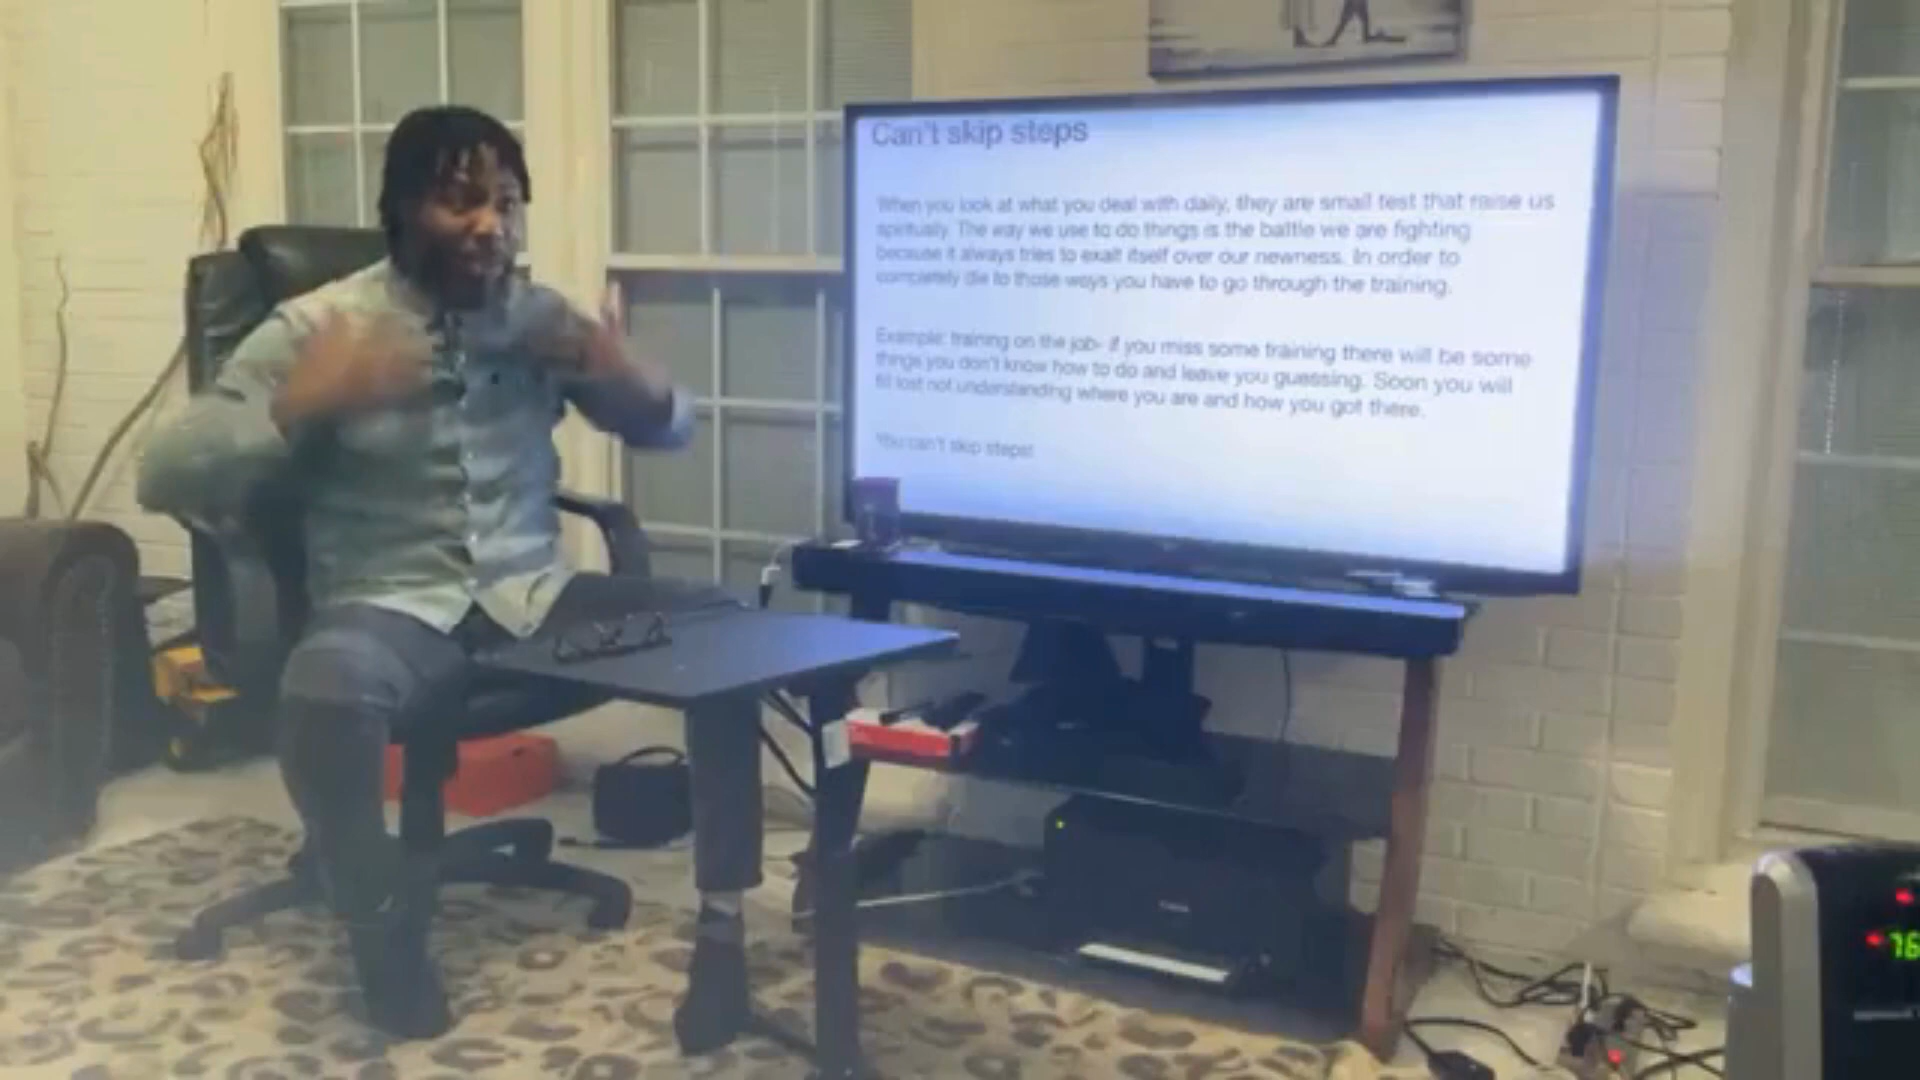 Can't skip steps
When you look at what you deal with daily, they are small test that raise us
spiritually. The way we use to do things is the battle we are fighting
because it always tries to exalt itself over our newness. In order to
completely die to those ways you have to go through the training.
Example: training on the job- if you miss some training there will be some
things you don't know how to do and leave you guessing. Soon you will
fill lost not understanding where you are and how you got there.
You can't skip steps!
Canon
76